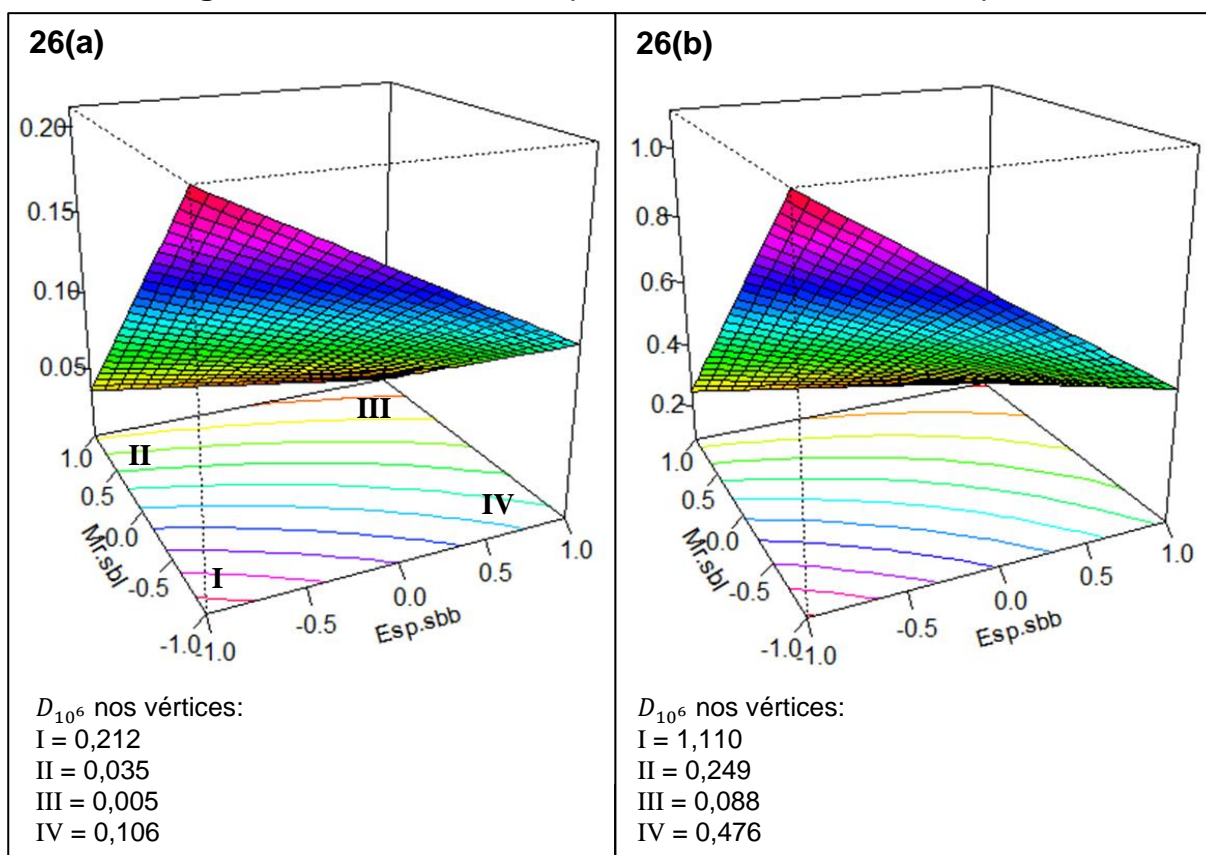 26(a)
0.20
0.15
0.10
0.05
1.0
0.5
0.0
-0.5
-1.0
Mr.sbl
-1.0
-0.5
0.0
0.5
1.0
Esp.sbb
I
II
III
IV
D₁₀⁶ nos vértices:
I = 0,212
II = 0,035
III = 0,005
IV = 0,106
26(b)
1.0
0.8
0.6
0.4
0.2
1.0
0.5
0.0
-0.5
-1.0
Mr.sbl
-1.0
-0.5
0.0
0.5
1.0
Esp.sbb
D₁₀⁶ nos vértices:
I = 1,110
II = 0,249
III = 0,088
IV = 0,476